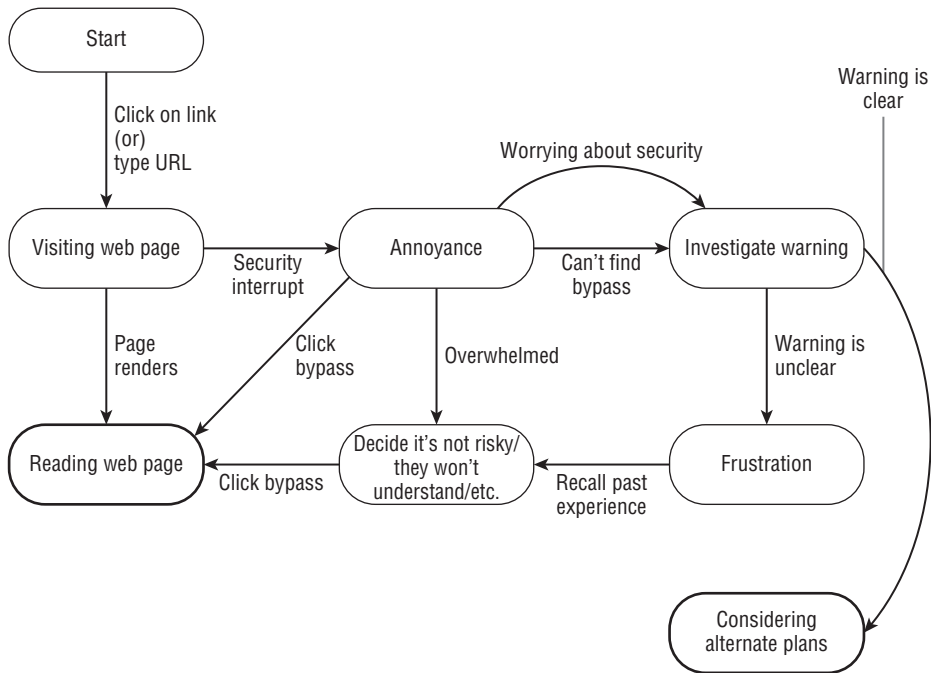 Start
Warning is
clear
Click on link
(or)
type URL
Worrying about security
Visiting web page
Annoyance
Investigate warning
Security
interrupt
Can't find
bypass
Page
renders
Click
bypass
Overwhelmed
Warning is
unclear
Reading web page
Decide it's not risky/
they won't
understand/etc.
Frustration
Click bypass
Recall past
experience
Considering
alternate plans